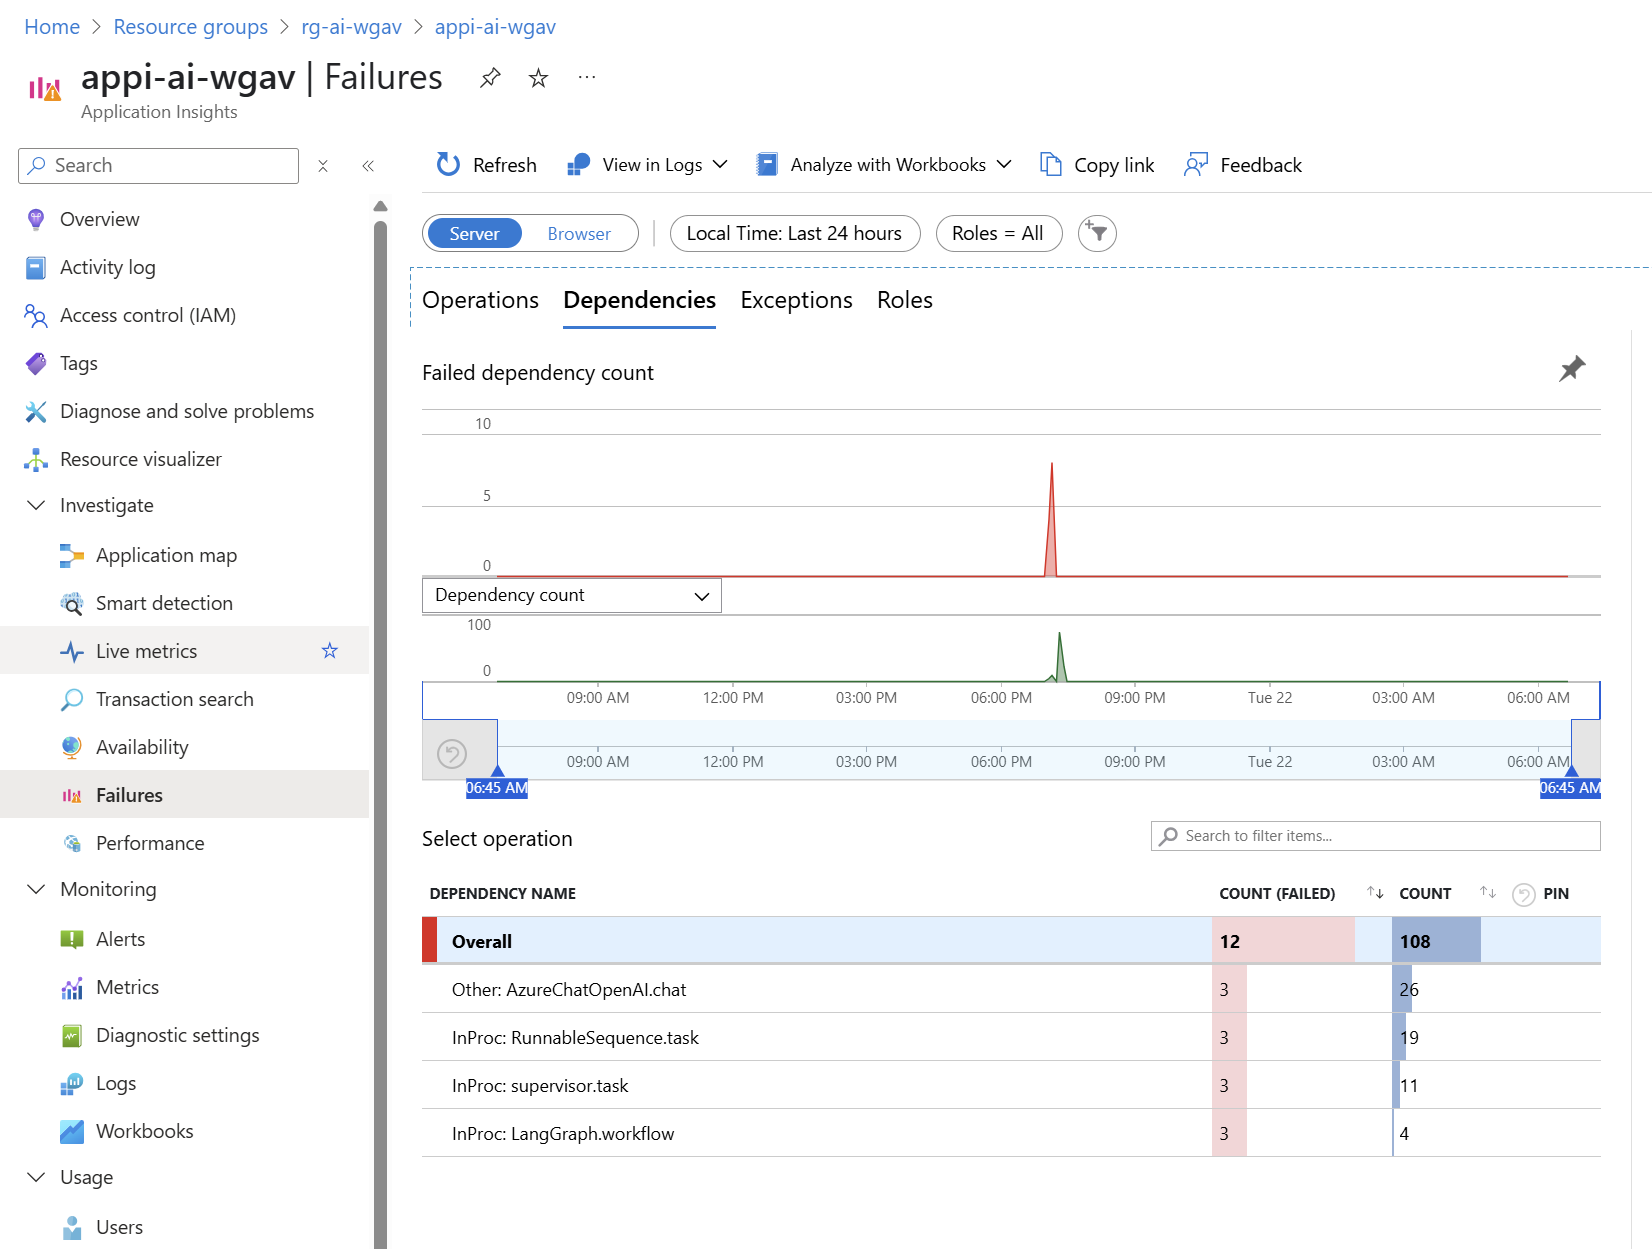 Home > Resource groups > rg-ai-wgav > appi-ai-wgav
appi-ai-wgav | Failures
Application Insights
Search
Overview
Activity log
Access control (IAM)
Tags
Diagnose and solve problems
Resource visualizer
Investigate
Application map
Smart detection
Live metrics
Transaction search
Availability
Failures
Performance
Monitoring
Alerts
Metrics
Diagnostic settings
Logs
Workbooks
Usage
Users
Refresh View in Logs Analyze with Workbooks Copy link Feedback
Server Browser Local Time: Last 24 hours Roles = All
Operations Dependencies Exceptions Roles
Failed dependency count
10
5
0
Dependency count
100
0
09:00 AM 12:00 PM 03:00 PM 06:00 PM 09:00 PM Tue 22 03:00 AM 06:00 AM
09:00 AM 12:00 PM 03:00 PM 06:00 PM 09:00 PM Tue 22 03:00 AM 06:00 AM
06:45 AM 06:45 AM
Select operation Search to filter items...
DEPENDENCY NAME COUNT (FAILED) COUNT PIN
Overall 12 108
Other: AzureChatOpenAI.chat 3 26
InProc: RunnableSequence.task 3 19
InProc: supervisor.task 3 11
InProc: LangGraph.workflow 3 4